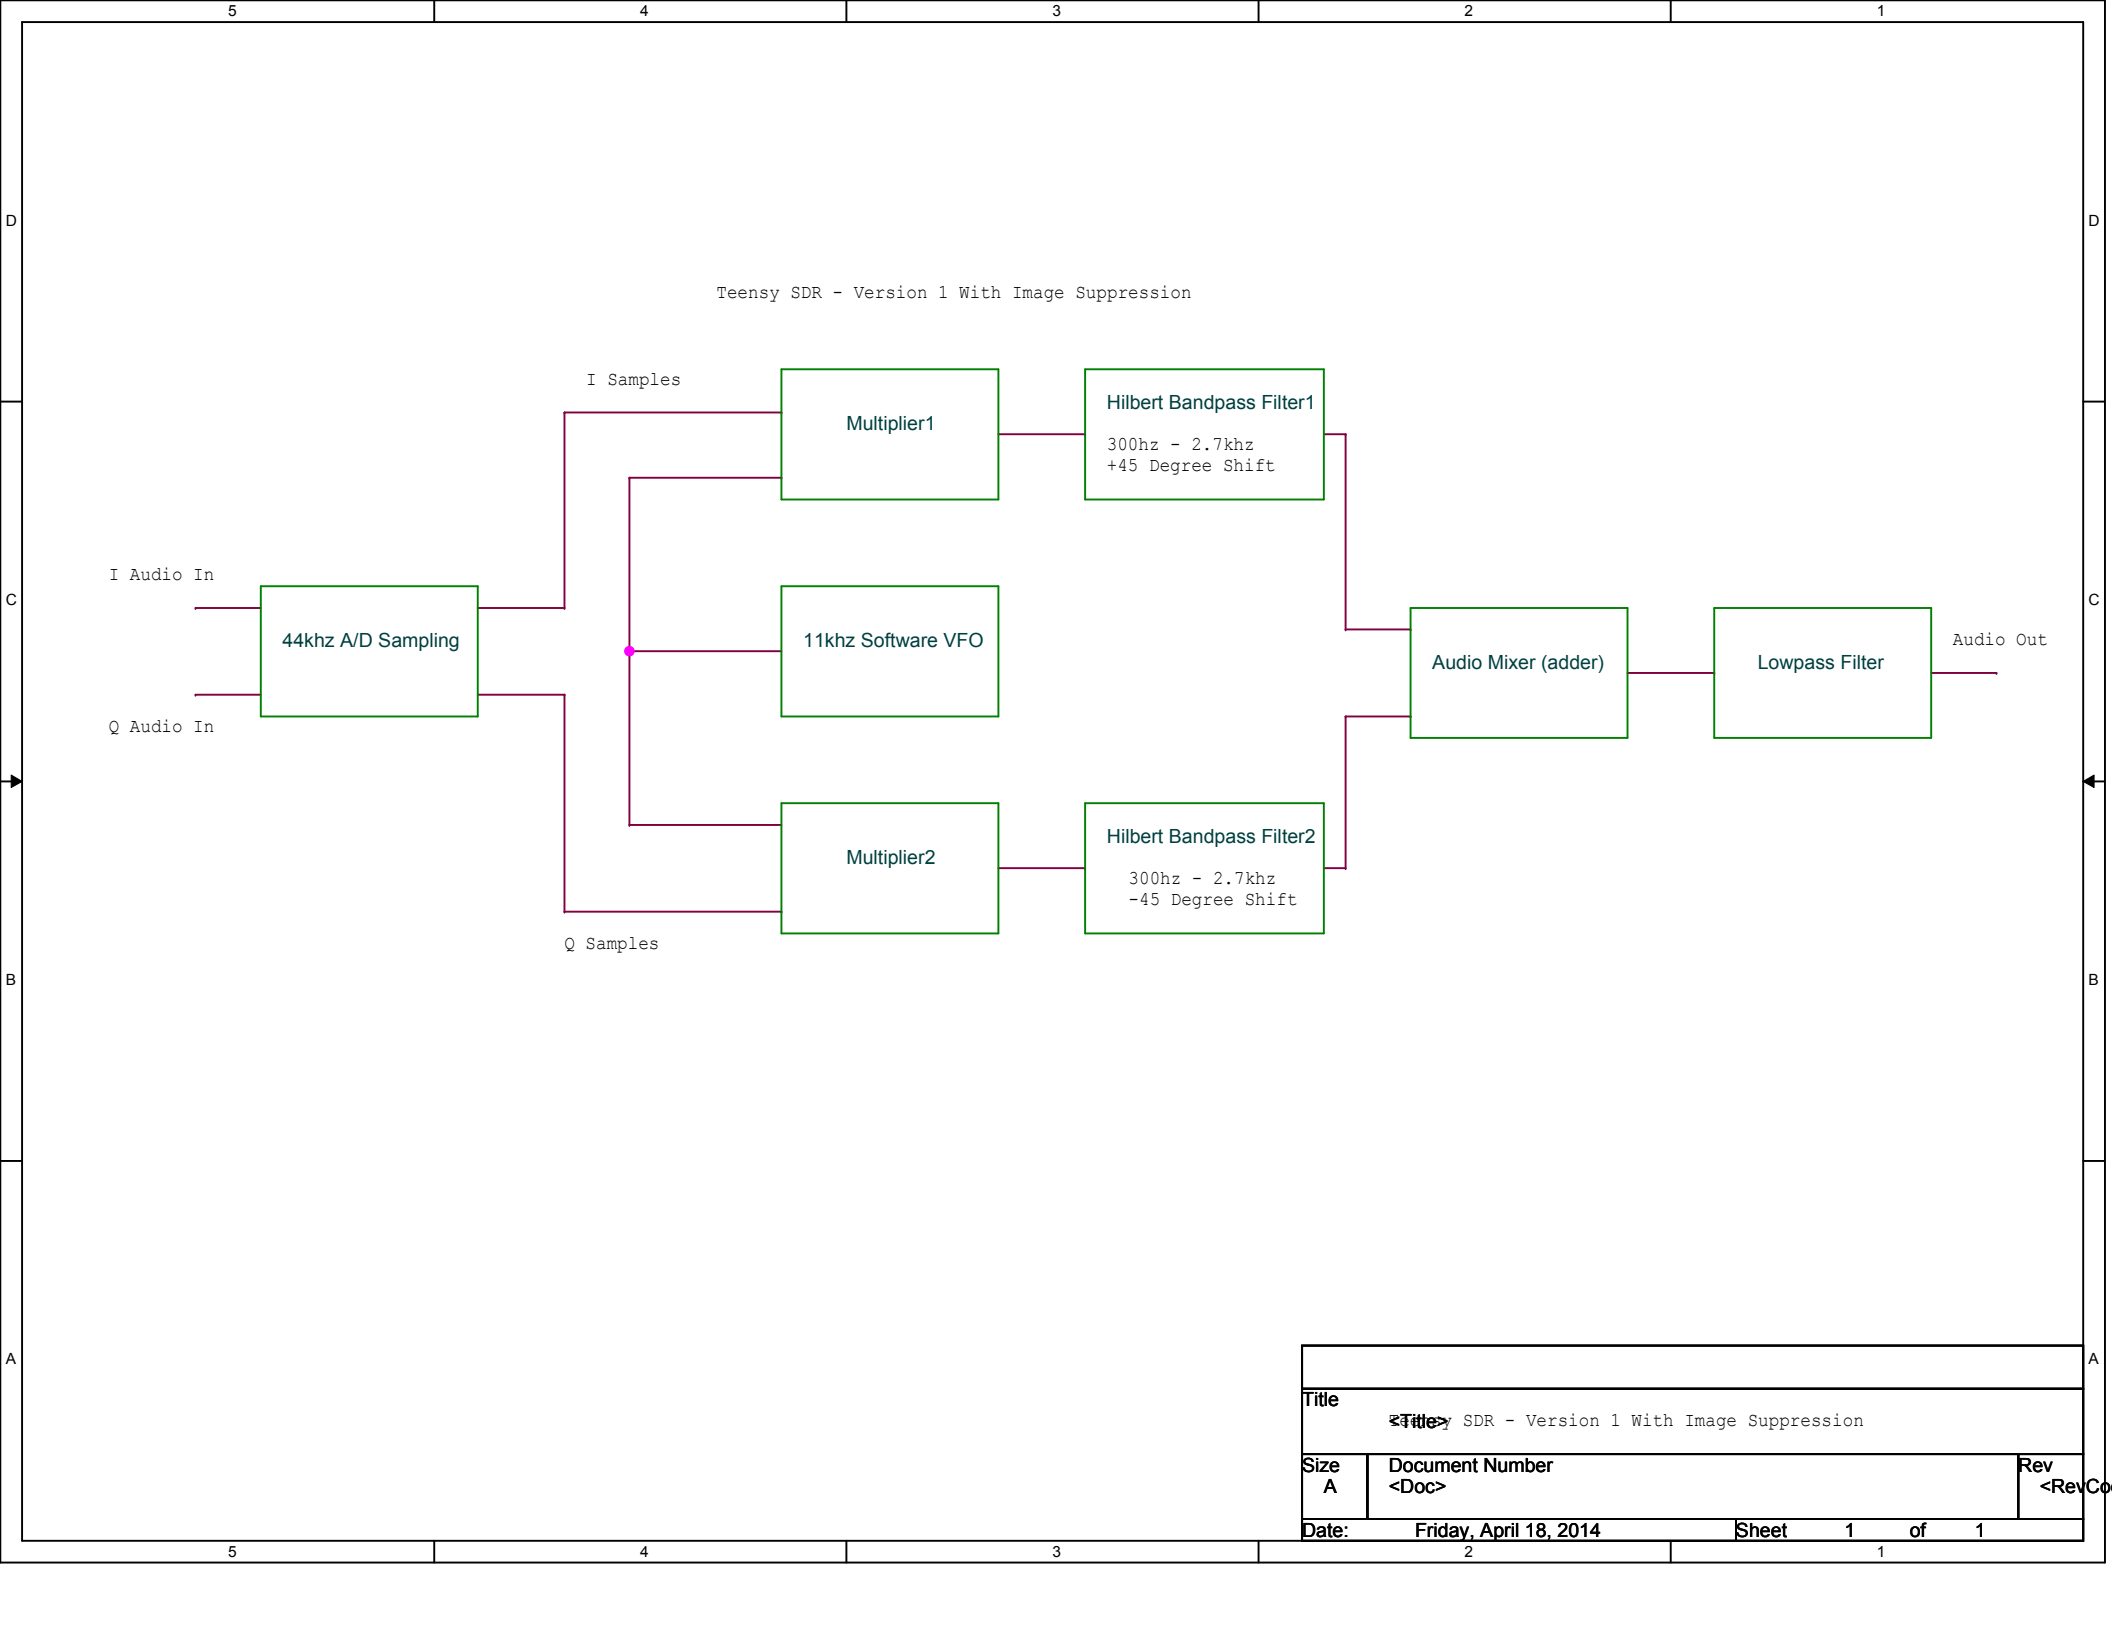 5 4 3 2 1
D D
Teensy SDR - Version 1 With Image Suppression
I Samples
Multiplier1
Hilbert Bandpass Filter1
300hz - 2.7khz
+45 Degree Shift
I Audio In
C C
44khz A/D Sampling
11khz Software VFO
Audio Mixer (adder)
Lowpass Filter
Audio Out
Q Audio In
Multiplier2
Hilbert Bandpass Filter2
300hz - 2.7khz
-45 Degree Shift
Q Samples
B B
A A
Title
<Title>
Teensy SDR - Version 1 With Image Suppression
Size
A
Document Number
<Doc>
Rev
<RevCo
Date: Friday, April 18, 2014 Sheet 1 of 1
5 4 3 2 1